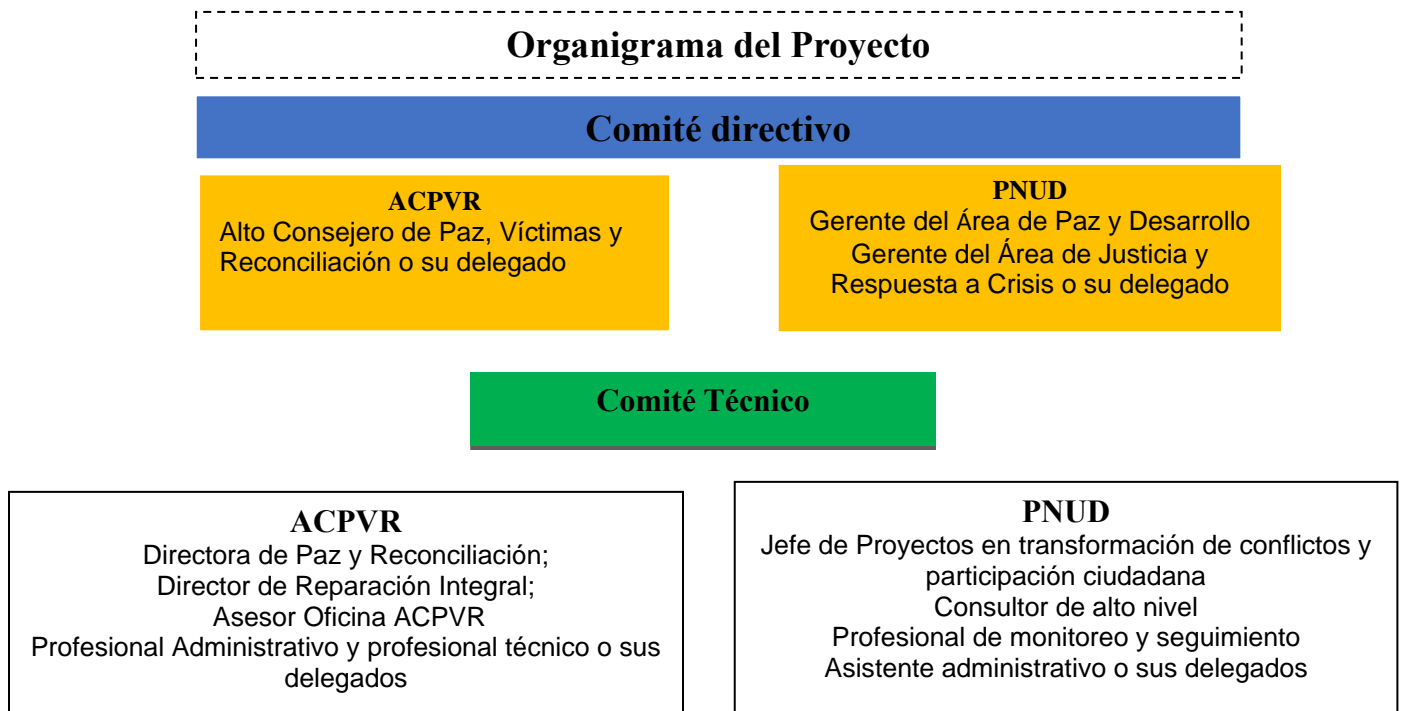 Organigrama del Proyecto
Comité directivo
ACPVR
Alto Consejero de Paz, Víctimas y
Reconciliación o su delegado
PNUD
Gerente del Área de Paz y Desarrollo
Gerente del Área de Justicia y
Respuesta a Crisis o su delegado
Comité Técnico
ACPVR
Directora de Paz y Reconciliación;
Director de Reparación Integral;
Asesor Oficina ACPVR
Profesional Administrativo y profesional técnico o sus
delegados
PNUD
Jefe de Proyectos en transformación de conflictos y
participación ciudadana
Consultor de alto nivel
Profesional de monitoreo y seguimiento
Asistente administrativo o sus delegados